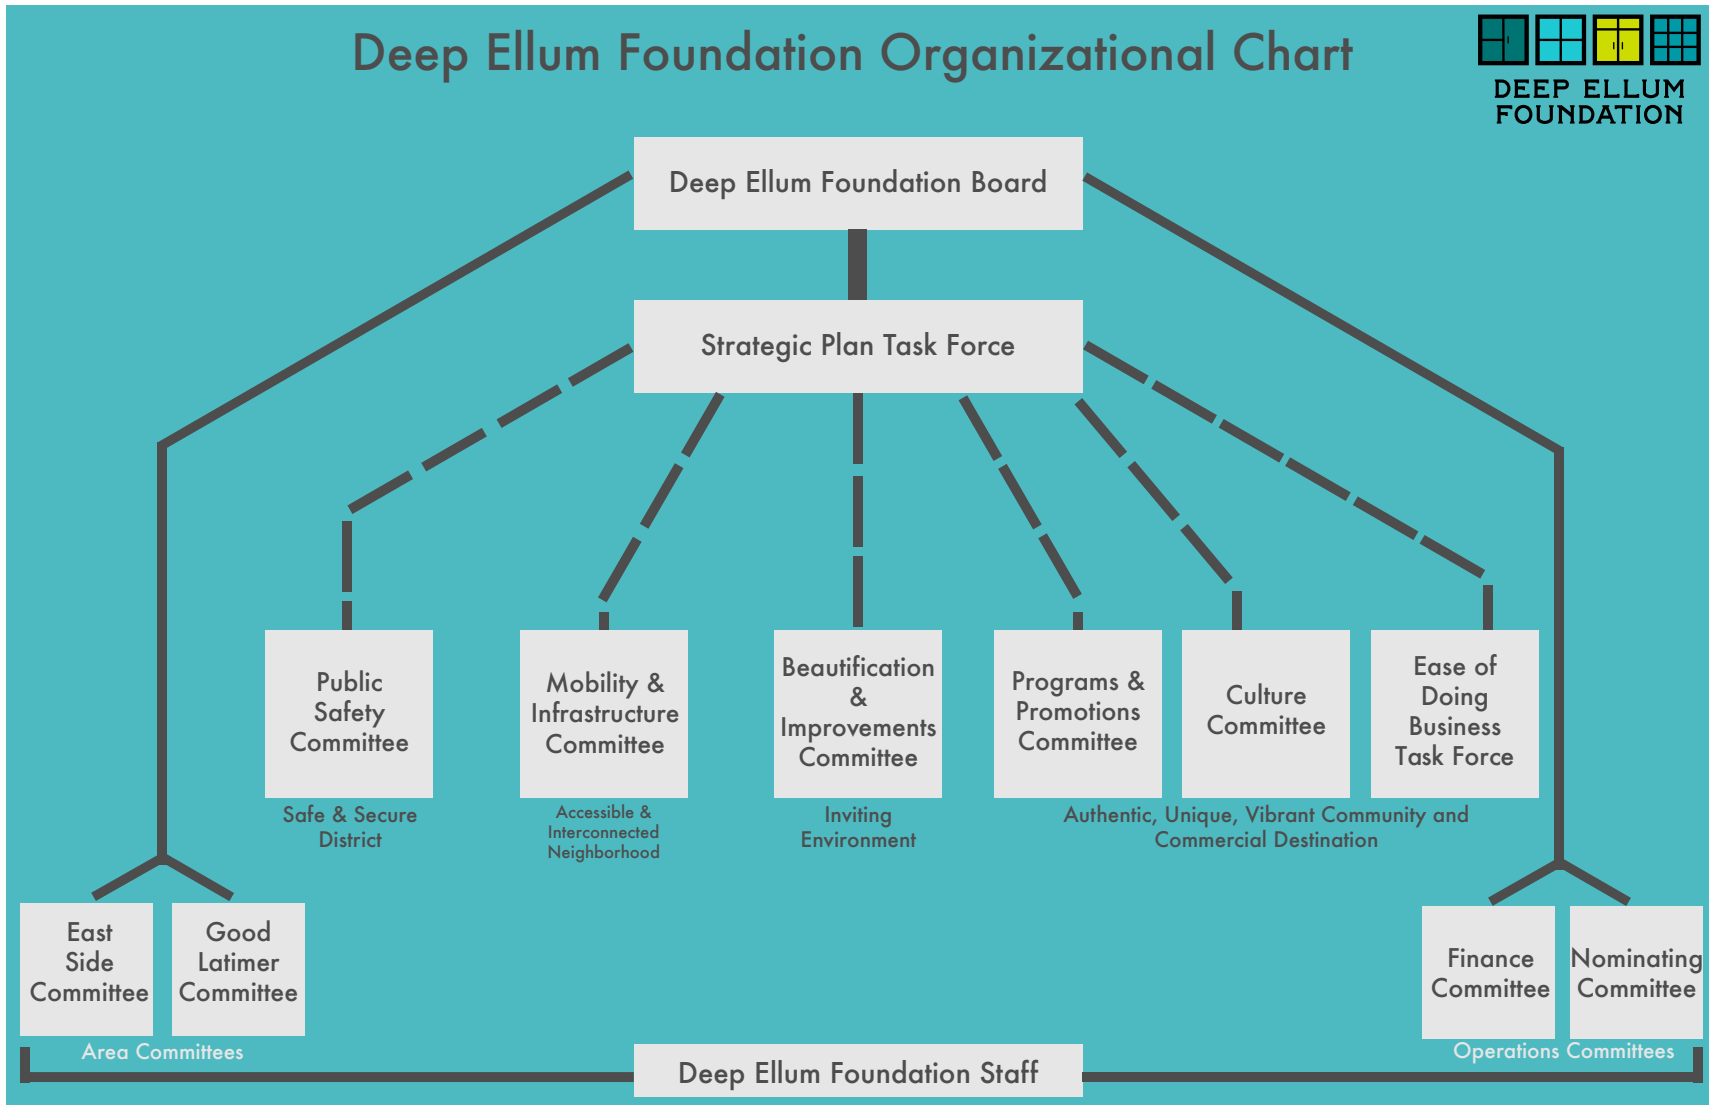 Deep Ellum Foundation Organizational Chart
DEEP ELLUM
FOUNDATION
Deep Ellum Foundation Board
Strategic Plan Task Force
Public
Safety
Committee
Safe & Secure
District
Mobility &
Infrastructure
Committee
Accessible &
Interconnected
Neighborhood
Beautification
&
Improvements
Committee
Inviting
Environment
Programs &
Promotions
Committee
Culture
Committee
Ease of
Doing
Business
Task Force
Authentic, Unique, Vibrant Community and
Commercial Destination
East
Side
Committee
Good
Latimer
Committee
Area Committees
Finance
Committee
Nominating
Committee
Operations Committees
Deep Ellum Foundation Staff